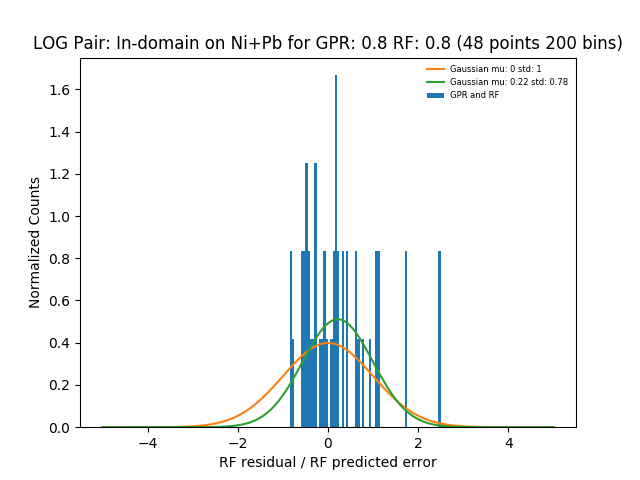 LOG Pair: In-domain on Ni+Pb for GPR: 0.8 RF: 0.8 (48 points 200 bins)
Gaussian mu: 0 std: 1
Gaussian mu: 0.22 std: 0.78
GPR and RF
Normalized Counts
1.6
1.4
1.2
1.0
0.8
0.6
0.4
0.2
0.0
−4
−2
0
2
4
RF residual / RF predicted error